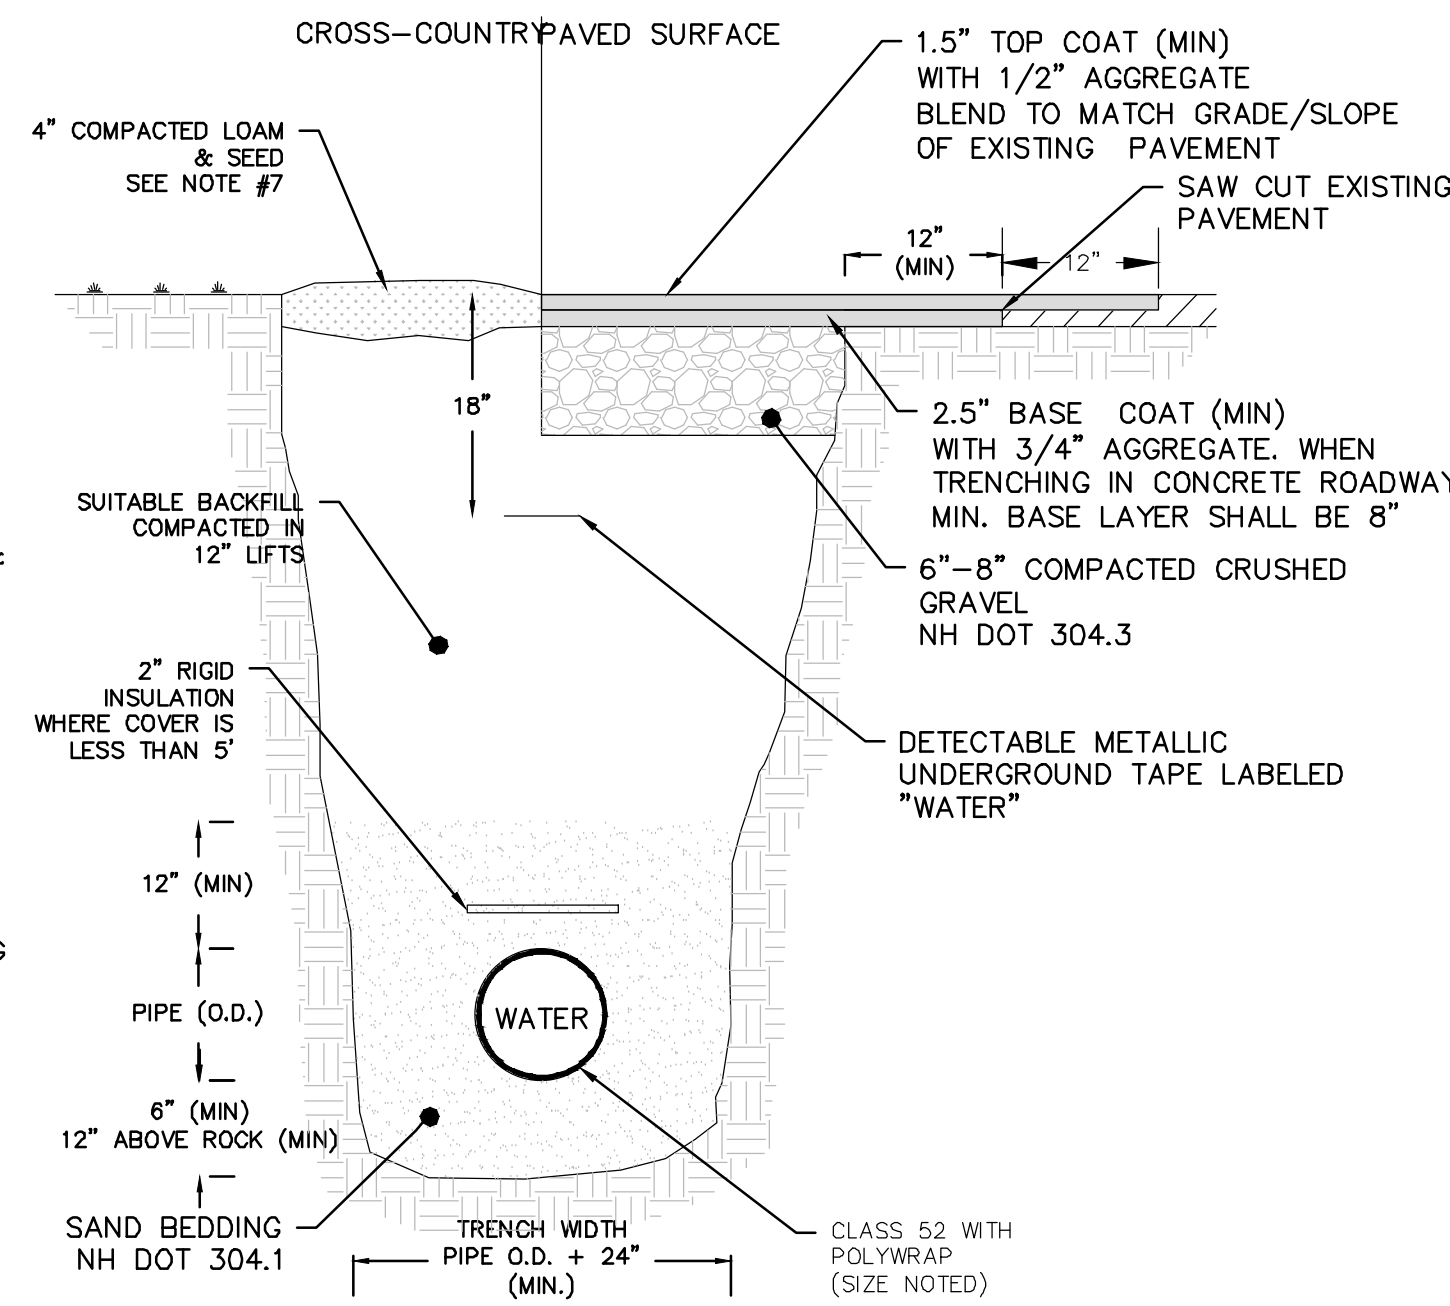 CROSS-COUNTRY
PAVED SURFACE
1.5" TOP COAT (MIN)
WITH 1/2" AGGREGATE
BLEND TO MATCH GRADE/SLOPE
OF EXISTING PAVEMENT
4" COMPACTED LOAM
& SEED
SEE NOTE #7
SAW CUT EXISTING
PAVEMENT
12"
(MIN)
12"
18"
2.5" BASE COAT (MIN)
WITH 3/4" AGGREGATE. WHEN
TRENCHING IN CONCRETE ROADWAY
MIN. BASE LAYER SHALL BE 8"
SUITABLE BACKFILL
COMPACTED IN
12" LIFTS
6"-8" COMPACTED CRUSHED
GRAVEL
NH DOT 304.3
2" RIGID
INSULATION
WHERE COVER IS
LESS THAN 5'
DETECTABLE METALLIC
UNDERGROUND TAPE LABELED
"WATER"
12" (MIN)
PIPE (O.D.)
WATER
6" (MIN)
12" ABOVE ROCK (MIN)
SAND BEDDING
NH DOT 304.1
TRENCH WIDTH
PIPE O.D. + 24"
(MIN.)
CLASS 52 WITH
POLYWRAP
(SIZE NOTED)